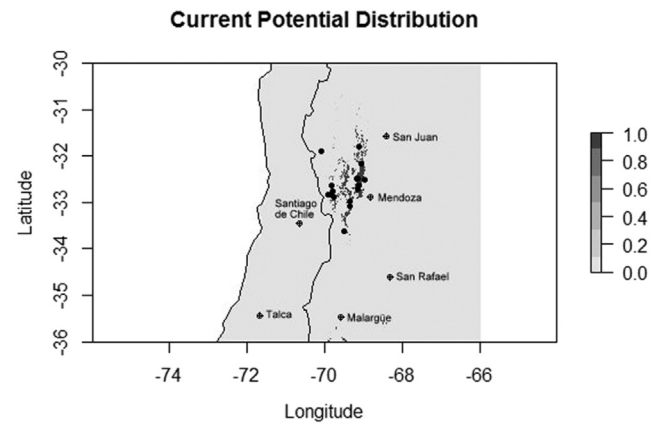 Current Potential Distribution
-30
-31
-32
-33
-34
-35
-36
Latitude
San Juan
Mendoza
Santiago
de Chile
San Rafael
Talca
Malargüe
1.0
0.8
0.6
0.4
0.2
0.0
-74
-72
-70
-68
-66
Longitude